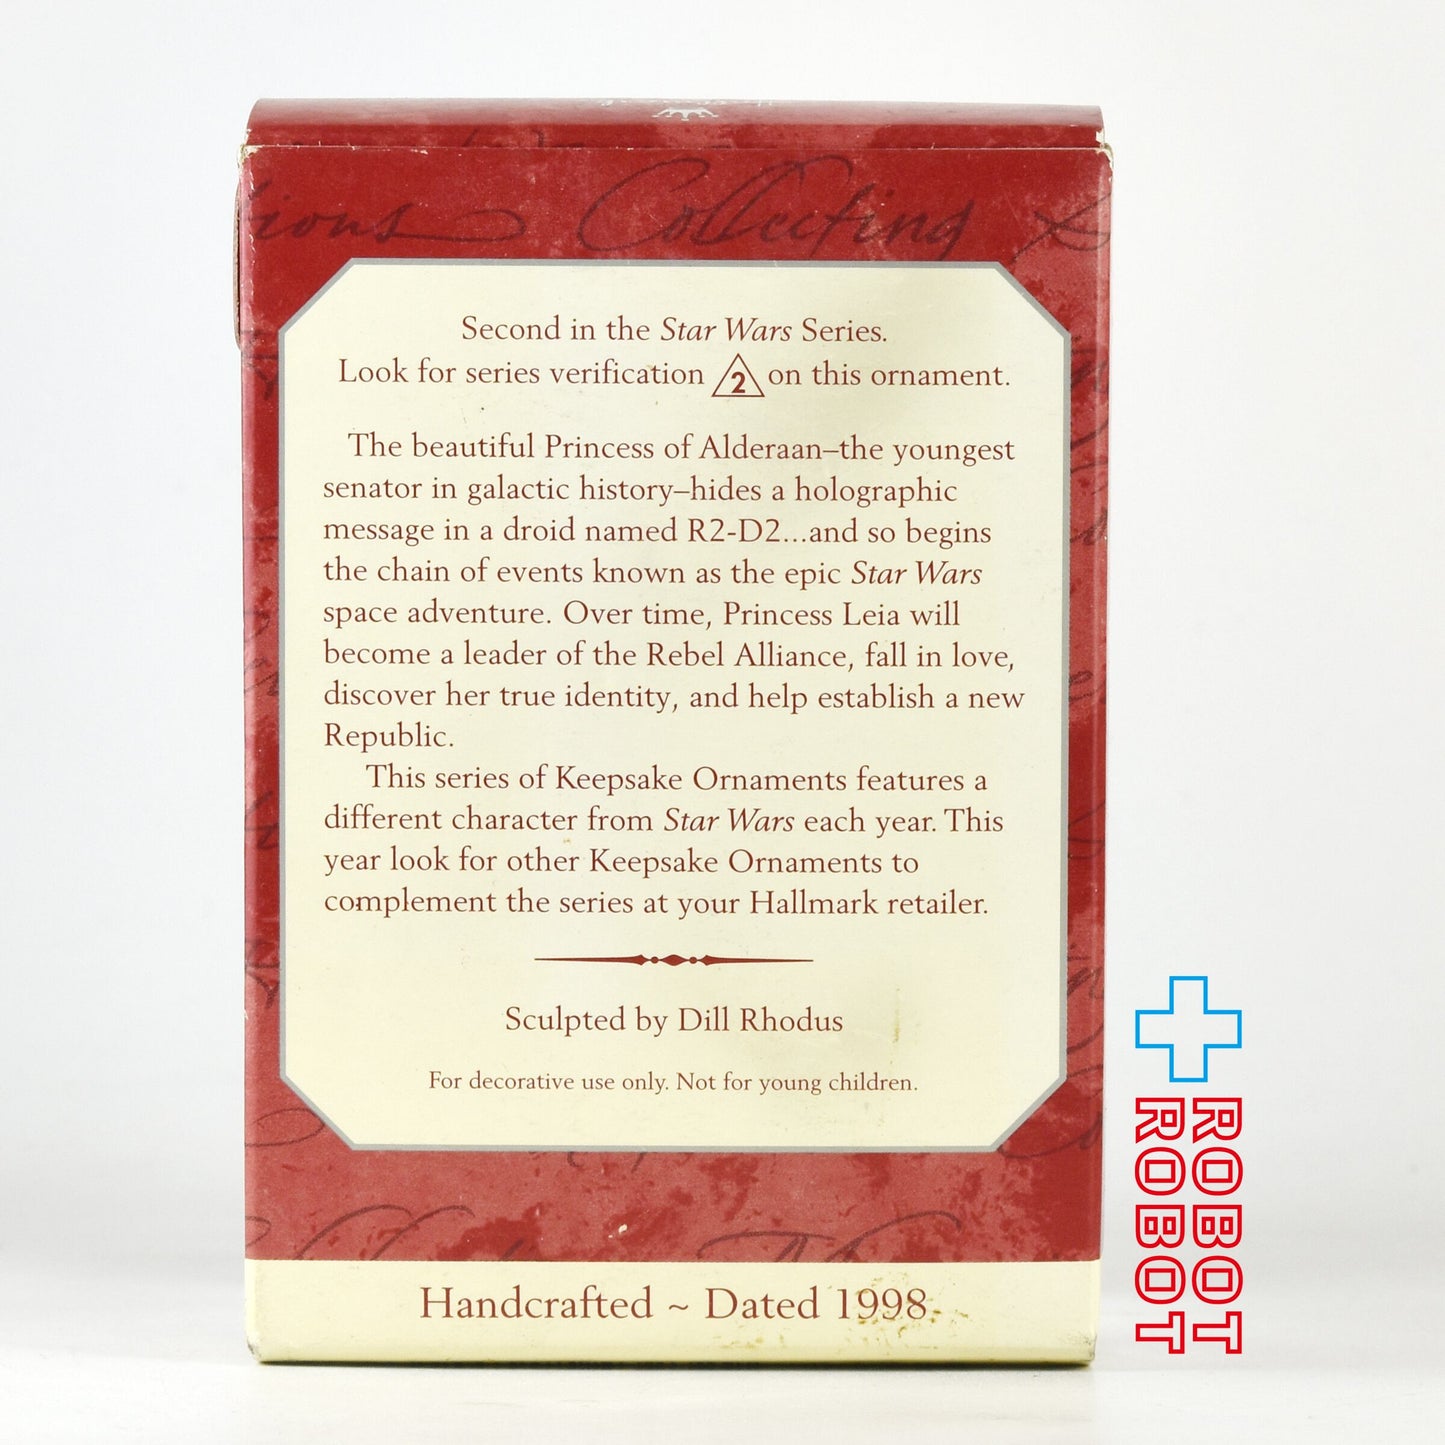 Collecting
Second in the Star Wars Series.
Look for series verification 2 on this ornament.
The beautiful Princess of Alderaan–the youngest
senator in galactic history–hides a holographic
message in a droid named R2-D2...and so begins
the chain of events known as the epic Star Wars
space adventure. Over time, Princess Leia will
become a leader of the Rebel Alliance, fall in love,
discover her true identity, and help establish a new
Republic.
This series of Keepsake Ornaments features a
different character from Star Wars each year. This
year look for other Keepsake Ornaments to
complement the series at your Hallmark retailer.
Sculpted by Dill Rhodus
For decorative use only. Not for young children.
Handcrafted ~ Dated 1998
ROBOT
ROBOT